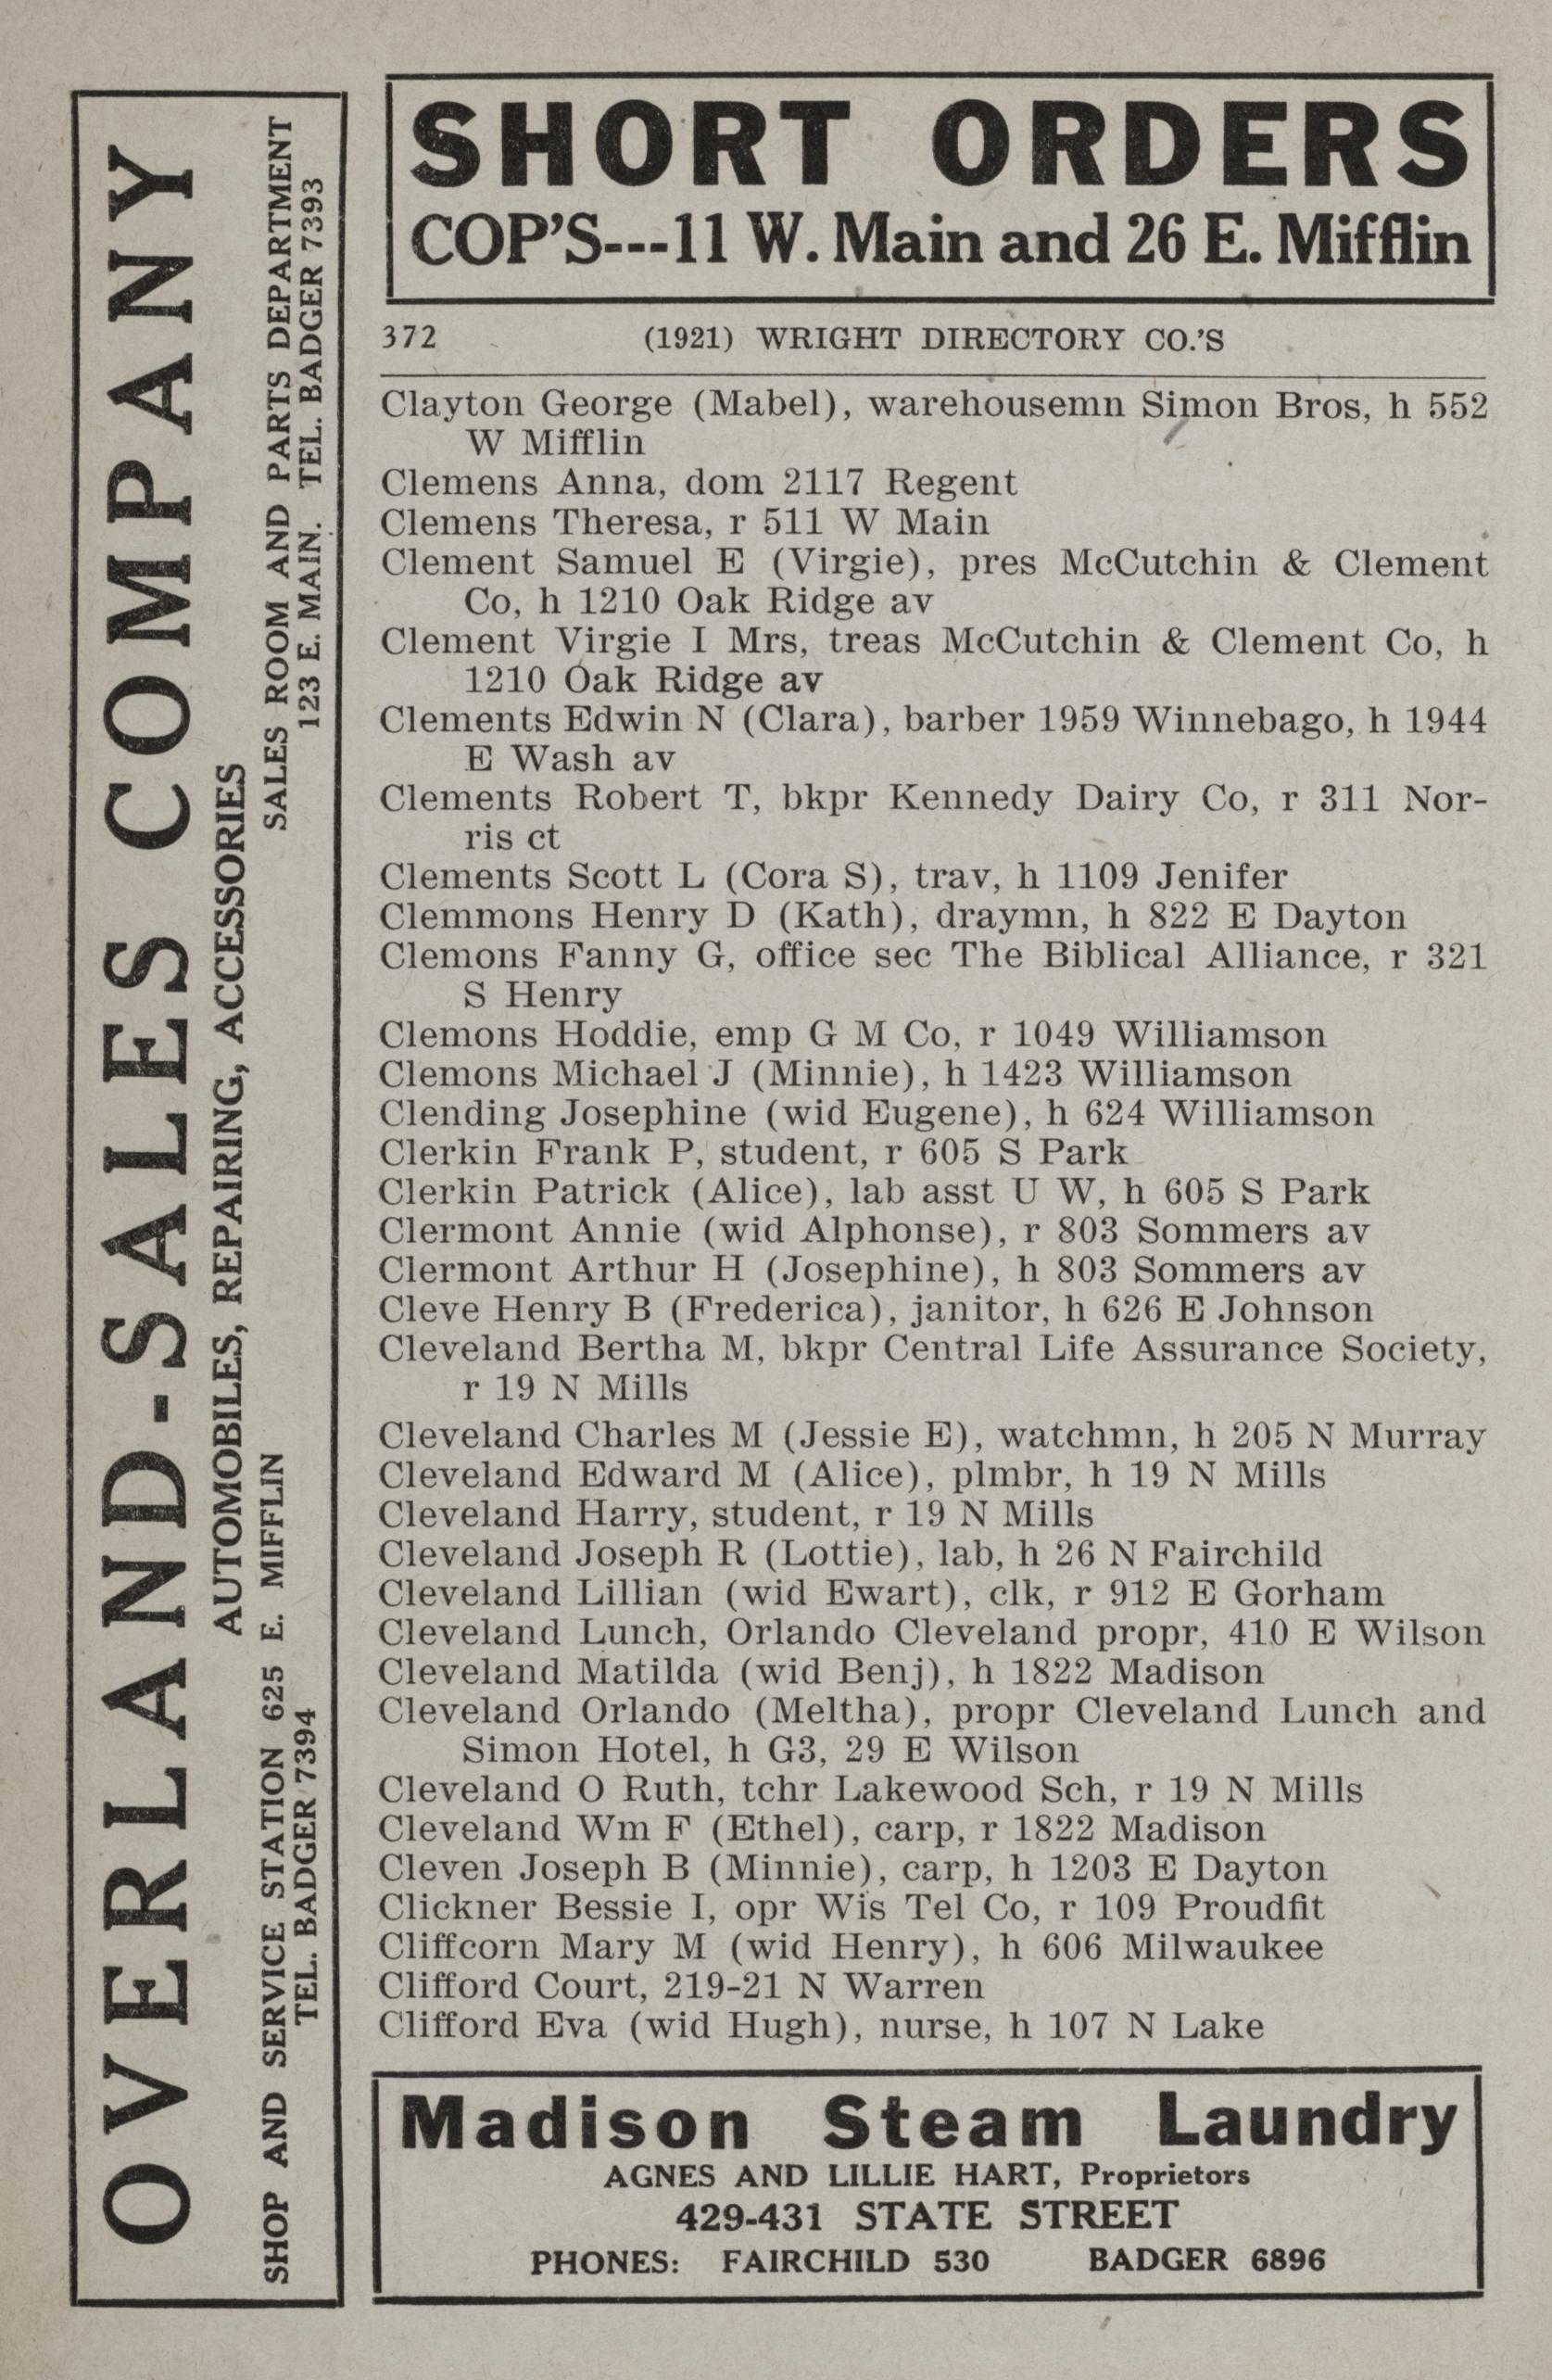 OVERLAND-SALES COMPANY
AUTOMOBILES, REPAIRING, ACCESSORIES
SHOP AND SERVICE STATION 625 E. MIFFLIN
TEL. BADGER 7394
SALES ROOM AND PARTS DEPARTMENT
123 E. MAIN. TEL. BADGER 7393
SHORT ORDERS
COP'S---11 W. Main and 26 E. Mifflin
372 (1921) WRIGHT DIRECTORY CO.'S
Clayton George (Mabel), warehousemn Simon Bros, h 552
W Mifflin
Clemens Anna, dom 2117 Regent
Clemens Theresa, r 511 W Main
Clement Samuel E (Virgie), pres McCutchin & Clement
Co, h 1210 Oak Ridge av
Clement Virgie I Mrs, treas McCutchin & Clement Co, h
1210 Oak Ridge av
Clements Edwin N (Clara), barber 1959 Winnebago, h 1944
E Wash av
Clements Robert T, bkpr Kennedy Dairy Co, r 311 Nor-
ris ct
Clements Scott L (Cora S), trav, h 1109 Jenifer
Clemmons Henry D (Kath), draymn, h 822 E Dayton
Clemons Fanny G, office sec The Biblical Alliance, r 321
S Henry
Clemons Hoddie, emp G M Co, r 1049 Williamson
Clemons Michael J (Minnie), h 1423 Williamson
Clending Josephine (wid Eugene), h 624 Williamson
Clerkin Frank P, student, r 605 S Park
Clerkin Patrick (Alice), lab asst U W, h 605 S Park
Clermont Annie (wid Alphonse), r 803 Sommers av
Clermont Arthur H (Josephine), h 803 Sommers av
Cleve Henry B (Frederica), janitor, h 626 E Johnson
Cleveland Bertha M, bkpr Central Life Assurance Society,
r 19 N Mills
Cleveland Charles M (Jessie E), watchmn, h 205 N Murray
Cleveland Edward M (Alice), plmbr, h 19 N Mills
Cleveland Harry, student, r 19 N Mills
Cleveland Joseph R (Lottie), lab, h 26 N Fairchild
Cleveland Lillian (wid Ewart), clk, r 912 E Gorham
Cleveland Lunch, Orlando Cleveland propr, 410 E Wilson
Cleveland Matilda (wid Benj), h 1822 Madison
Cleveland Orlando (Meltha), propr Cleveland Lunch and
Simon Hotel, h G3, 29 E Wilson
Cleveland O Ruth, tchr Lakewood Sch, r 19 N Mills
Cleveland Wm F (Ethel), carp, r 1822 Madison
Cleven Joseph B (Minnie), carp, h 1203 E Dayton
Clickner Bessie I, opr Wis Tel Co, r 109 Proudfit
Cliffcorn Mary M (wid Henry), h 606 Milwaukee
Clifford Court, 219-21 N Warren
Clifford Eva (wid Hugh), nurse, h 107 N Lake
Madison Steam Laundry
AGNES AND LILLIE HART, Proprietors
429-431 STATE STREET
PHONES: FAIRCHILD 530 BADGER 6896